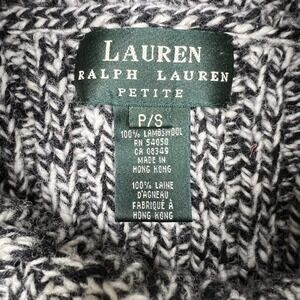 LAUREN
RALPH LAUREN
PETITE
P/S
100% LAMBSWOOL
RN 54050
CA 08349
MADE IN
HONG KONG
100% LAINE
D'AGNEAU
FABRIQUÉ À
HONG KONG